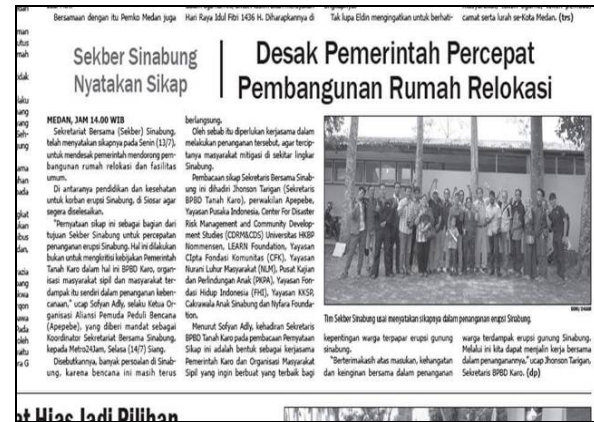 Bersamaan dengan itu Pemko Medan juga
Hari Raya Idul Fitri 1436 H. Diharapkannya di
Tak lupa Eldin mengingatkan untuk berhati-
camat serta lurah se-Kota Medan. (trs)
Sekber Sinabung
Nyatakan Sikap
Desak Pemerintah Percepat
Pembangunan Rumah Relokasi
MEDAN, JAM 14.00 WIB
Sekretariat Bersama (Sekber) Sinabung,
telah menyatakan sikapnya pada Senin (13/7),
untuk mendesak pemerintah mendorong pem-
bangunan rumah relokasi dan fasilitas
umum.
Di antaranya pendidikan dan kesehatan
untuk korban erupsi Sinabung, di Siosar agar
segera diselesaikan.
"Pernyataan sikap ini sebagai bagian dari
tujuan Sekber Sinabung untuk percepatan
penanganan erupsi Sinabung. Hal ini dilakukan
bukan untuk mengkritisi kebijakan Pemerintah
Tanah Karo dalam hal ini BPBD Karo, organ-
isasi masyarakat sipil dan masyarakat ter-
dampak itu sendiri dalam penanganan keben-
canaan," ucap Sofyan Adly, selaku Ketua Or-
ganisasi Aliansi Pemuda Peduli Bencana
(Apepebe), yang diberi mandat sebagai
Koordinator Sekretariat Bersama Sinabung,
kepada Metro24Jam, Selasa (14/7) Siang.
Disebutkannya, banyak persoalan di Sinab-
ung, karena bencana ini masih terus
berlangsung.
Oleh sebab itu diperlukan kerjasama dalam
melakukan penanganan tersebut, agar tercip-
tanya masyarakat mitigasi di sekitar lingkar
Sinabung.
Pembacaan sikap Sekretaris Bersama Sinab-
ung ini dihadiri Jhonson Tarigan (Sekretaris
BPBD Tanah Karo), perwakilan Apepebe,
Yayasan Pusaka Indonesia, Center For Disaster
Risk Management and Community Develop-
ment Studies (CDRM&CDS) Universitas HKBP
Nommensen, LEARN Foundation, Yayasan
CIpta Fondasi Komunitas (CFK), Yayasan
Nurani Luhur Masyarakat (NLM), Pusat Kajian
dan Perlindungan Anak (PKPA), Yayasan Fon-
dasi Hidup Indonesia (FHI), Yayasan KKSP,
Cakrawala Anak Sinabung dan Nyfara Founda-
tion.
Menurut Sofyan Adly, kehadiran Sekretaris
BPBD Tanah Karo pada pembacaan Pernyataan
Sikap ini adalah bentuk sebagai kerjasama
Pemerintah Karo dan Organisasi Masyarakat
Sipil yang ingin berbuat yang terbaik bagi
Tim Sekber Sinabung usai menyatakan sikapnya dalam penanganan erupsi Sinabung.
kepentingan warga terpapar erupsi gunung
sinabung.
"Berterimakasih atas masukan, kehangatan
dan keinginan bersama dalam penanganan
warga terdampak erupsi gunung Sinabung.
Melalui ini kita dapat menjalin kerja bersama
dalam penanganannya," ucap Jhonson Tarigan,
Sekretaris BPBD Karo. (dp)
at Hias Jadi Pilihan